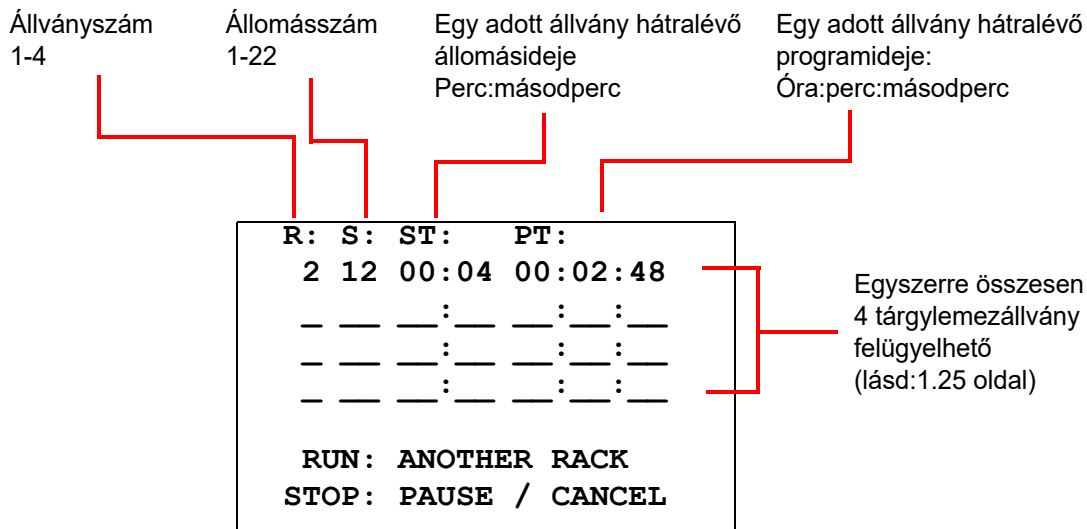 Állványszám
1-4
Állomásszám
1-22
Egy adott állvány hátralévő
állomásideje
Perc:másodperc
Egy adott állvány hátralévő
programideje:
Óra:perc:másodperc
R: S: ST: PT:
2 12 00:04 00:02:48
_ __ __:__ __:__:__
_ __ __:__ __:__:__
_ __ __:__ __:__:__
RUN: ANOTHER RACK
STOP: PAUSE / CANCEL
Egyszerre összesen
4 tárgylemezállvány
felügyelhető
(lásd:1.25 oldal)